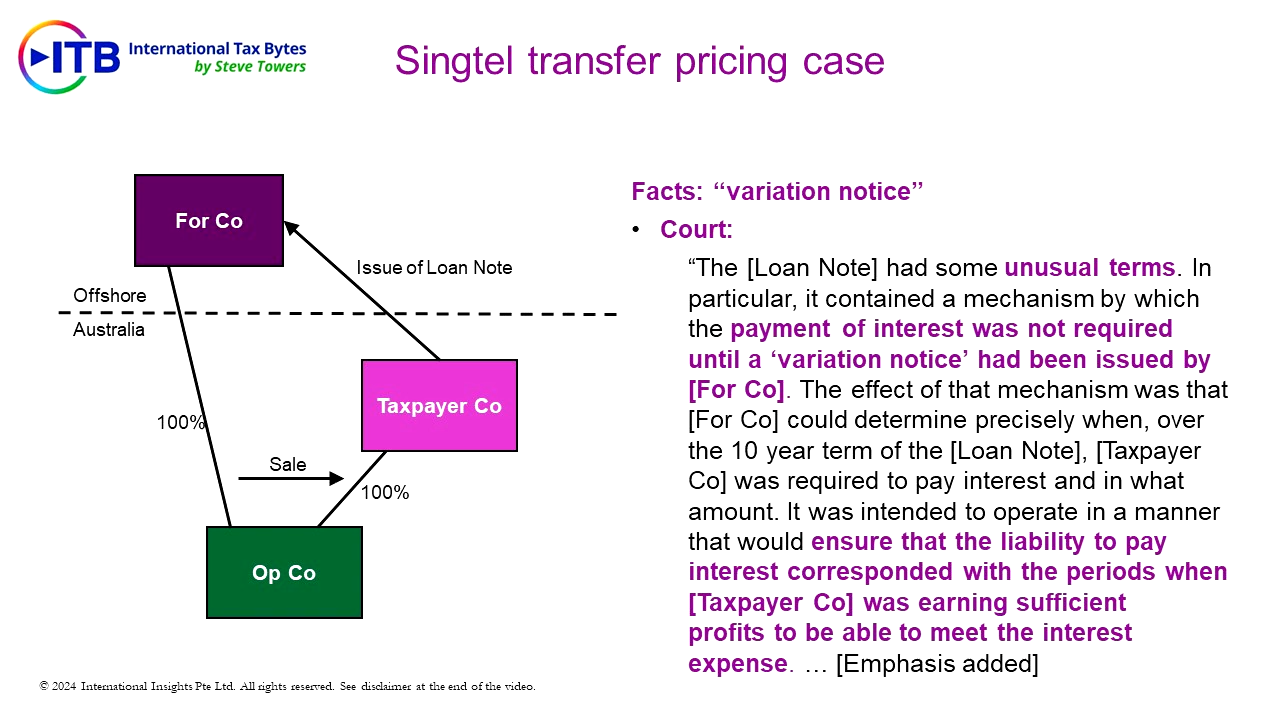 ITB International Tax Bytes
by Steve Towers
Singtel transfer pricing case
For Co
Issue of Loan Note
Offshore
Australia
Taxpayer Co
100%
Sale
100%
Op Co
Facts: “variation notice”
• Court:
“The [Loan Note] had some unusual terms. In
particular, it contained a mechanism by which
the payment of interest was not required
until a ‘variation notice’ had been issued by
[For Co]. The effect of that mechanism was that
[For Co] could determine precisely when, over
the 10 year term of the [Loan Note], [Taxpayer
Co] was required to pay interest and in what
amount. It was intended to operate in a manner
that would ensure that the liability to pay
interest corresponded with the periods when
[Taxpayer Co] was earning sufficient
profits to be able to meet the interest
expense. … [Emphasis added]
© 2024 International Insights Pte Ltd. All rights reserved. See disclaimer at the end of the video.